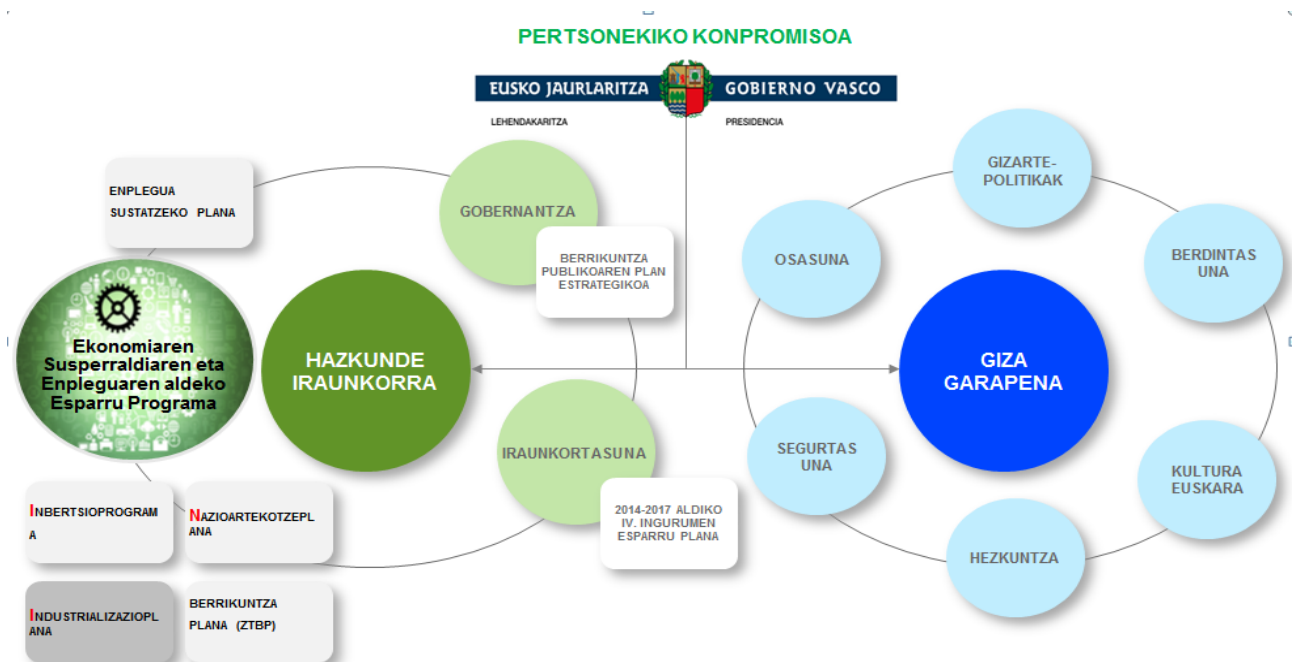 PERTSONEKIKO KONPROMISOA
EUSKO JAURLARITZA
GOBIERNO VASCO
LEHENDAKARITZA
PRESIDENCIA
ENPLEGUA
SUSTATZEKO PLANA
GOBERNANTZA
BERRIKUNTZA
PUBLIKOAREN PLAN
ESTRATEGIKOA
Ekonomiaren
Susperraldiaren eta
Enpleguaren aldeko
Esparru Programa
HAZKUNDE
IRAUNKORRA
IRAUNKORTASUNA
2014-2017 ALDIKO
IV. INGURUMEN
ESPARRU PLANA
INBERTSIOPROGRAM
A
NAZIOARTEKOTZEPL
ANA
INDUSTRIALIZAZIOPL
ANA
BERRIKUNTZA
PLANA (ZTBP)
GIZARTE-
POLITIKAK
OSASUNA
BERDINTAS
UNA
GIZA
GARAPENA
SEGURTAS
UNA
KULTURA
EUSKARA
HEZKUNTZA